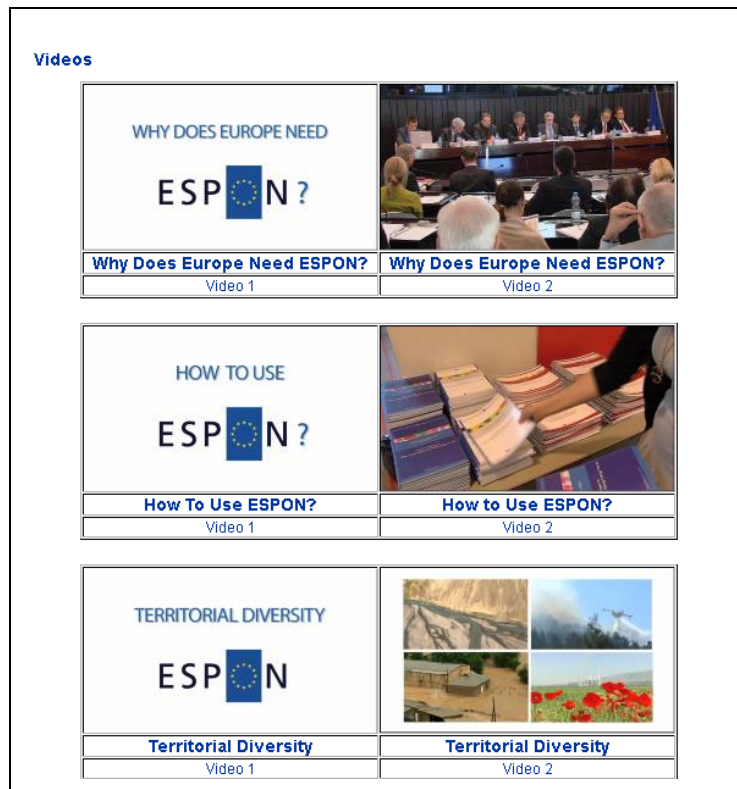 Videos
WHY DOES EUROPE NEED
ESPON?
Why Does Europe Need ESPON?
Why Does Europe Need ESPON?
Video 1
Video 2
HOW TO USE
ESPON?
How To Use ESPON?
How to Use ESPON?
Video 1
Video 2
TERRITORIAL DIVERSITY
ESPON
Territorial Diversity
Territorial Diversity
Video 1
Video 2